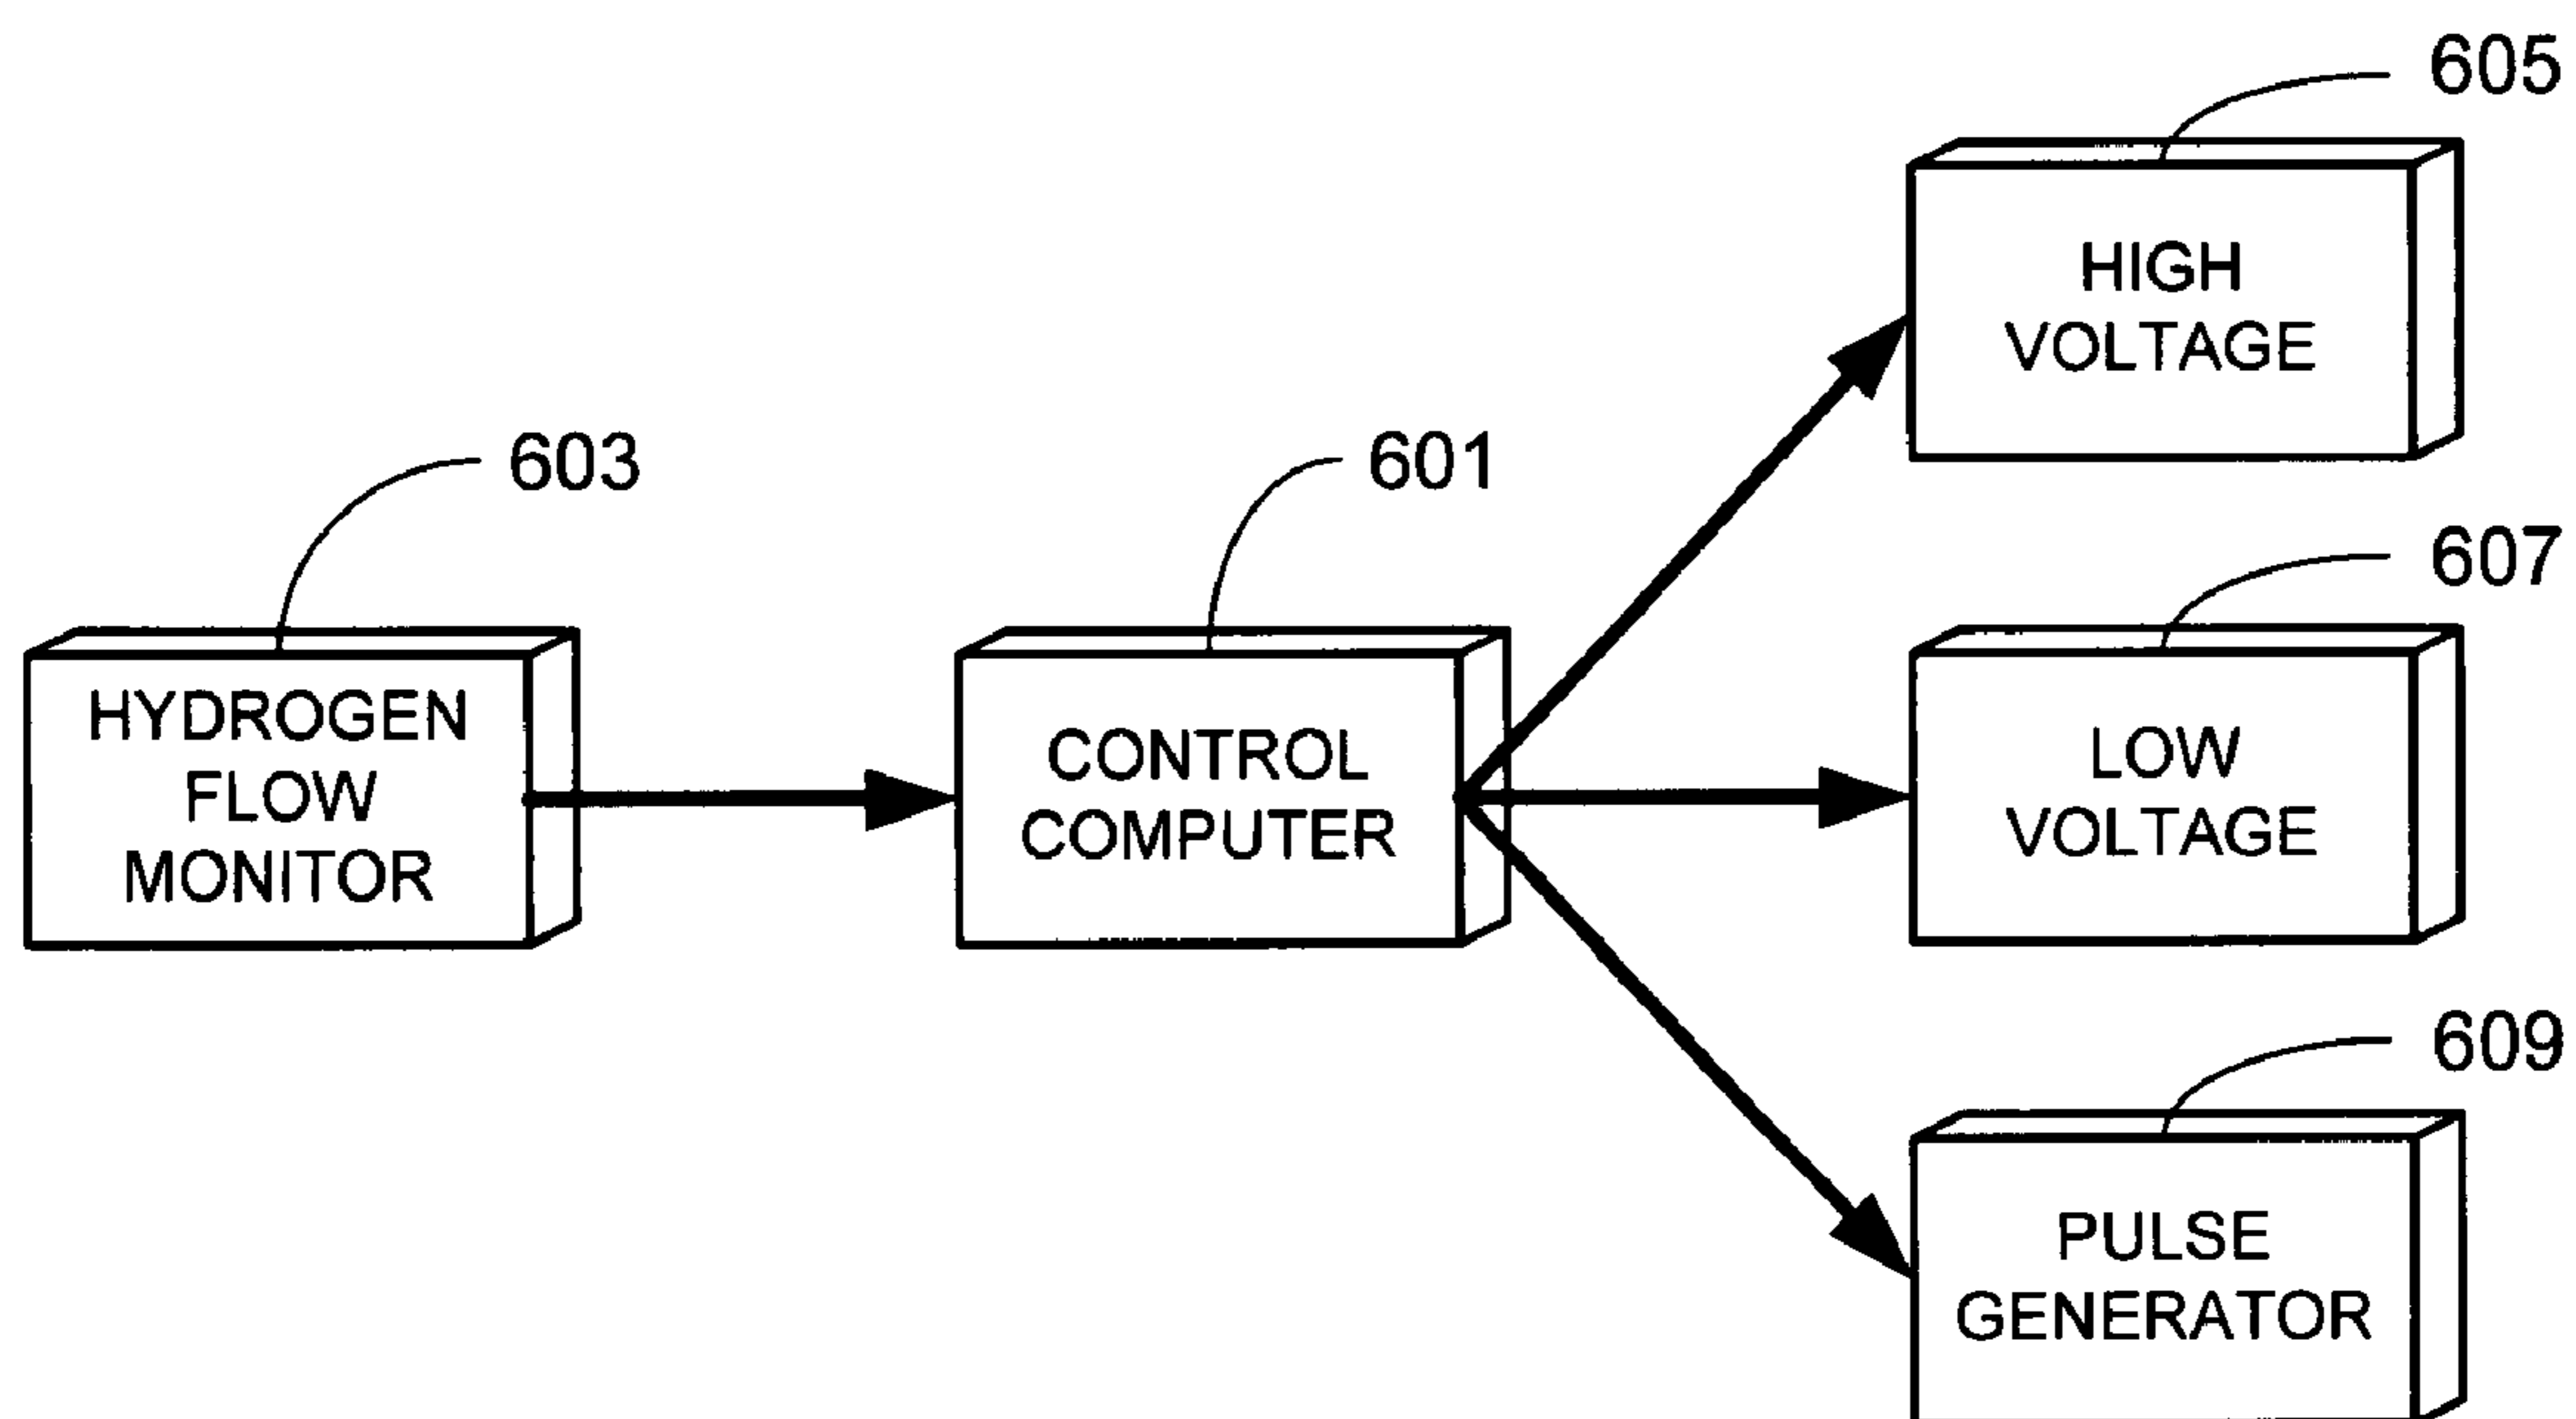 605
HIGH
VOLTAGE
603
601
607
HYDROGEN
FLOW
MONITOR
CONTROL
COMPUTER
LOW
VOLTAGE
609
PULSE
GENERATOR